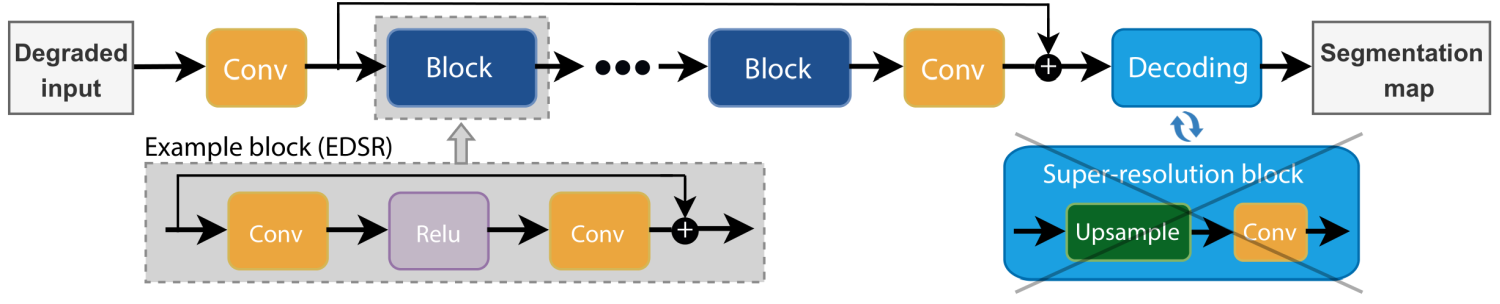 Degraded
input
Conv
Block
Block
Conv
+
Decoding
Segmentation
map
Example block (EDSR)
Conv
Relu
Conv
+
Super-resolution block
Upsample
Conv